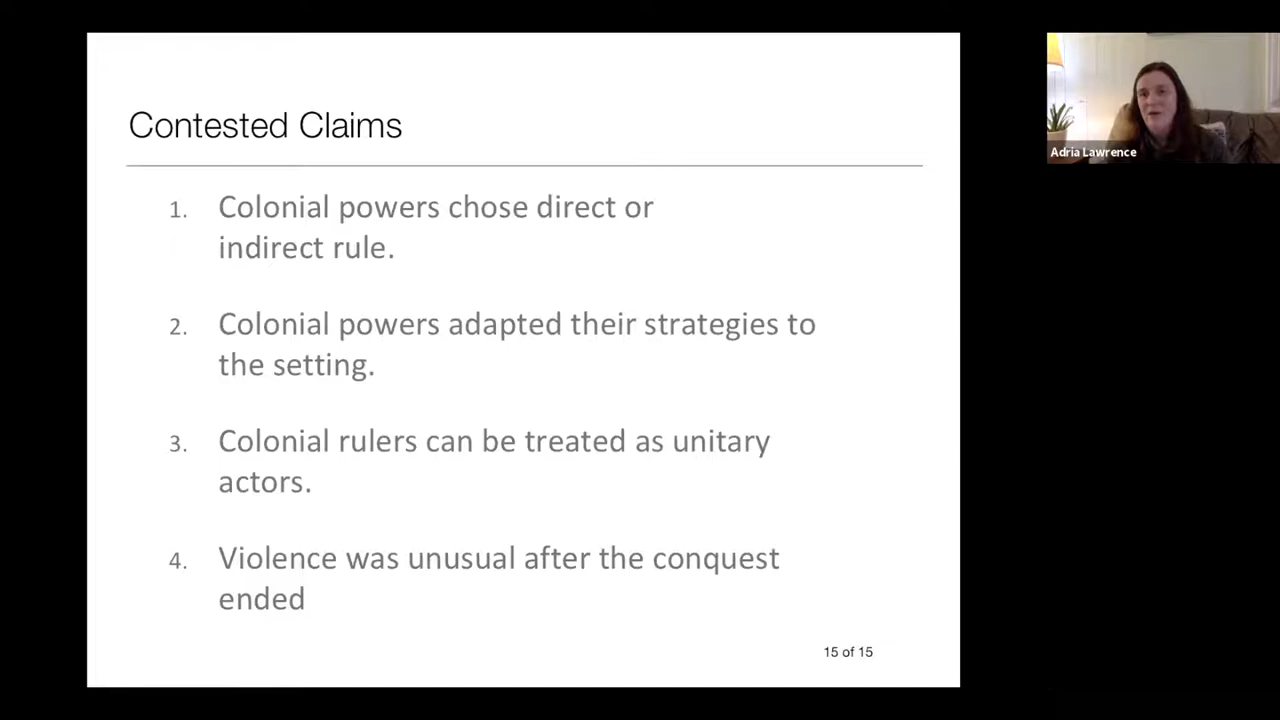 Contested Claims
1. Colonial powers chose direct or
indirect rule.
2. Colonial powers adapted their strategies to
the setting.
3. Colonial rulers can be treated as unitary
actors.
4. Violence was unusual after the conquest
ended
15 of 15
Adria Lawrence